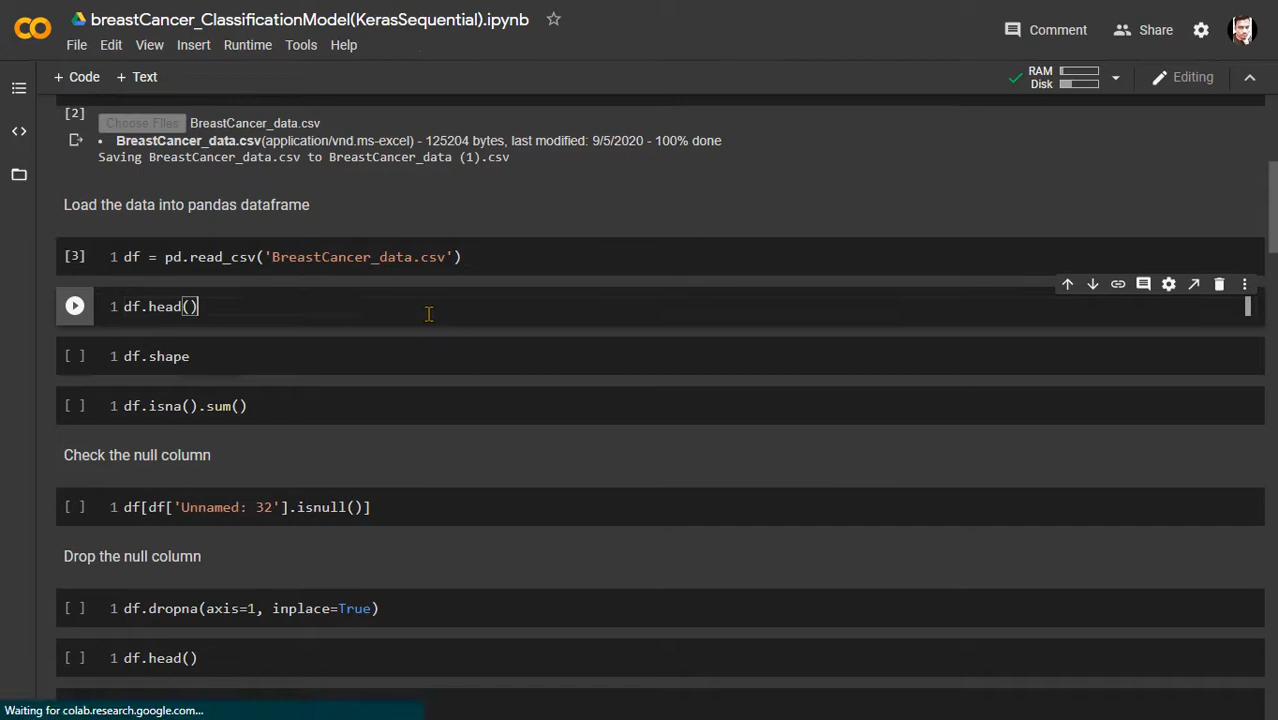 breastCancer_ClassificationModel(KerasSequential).ipynb
Comment
Share
File Edit View Insert Runtime Tools Help
+ Code + Text
RAM
Disk
Editing
[2]
Choose Files BreastCancer_data.csv
• BreastCancer_data.csv(application/vnd.ms-excel) - 125204 bytes, last modified: 9/5/2020 - 100% done
Saving BreastCancer_data.csv to BreastCancer_data (1).csv
Load the data into pandas dataframe
[3] 1 df = pd.read_csv('BreastCancer_data.csv')
1 df.head()
[ ] 1 df.shape
[ ] 1 df.isna().sum()
Check the null column
[ ] 1 df[df['Unnamed: 32'].isnull()]
Drop the null column
[ ] 1 df.dropna(axis=1, inplace=True)
[ ] 1 df.head()
Waiting for colab.research.google.com...